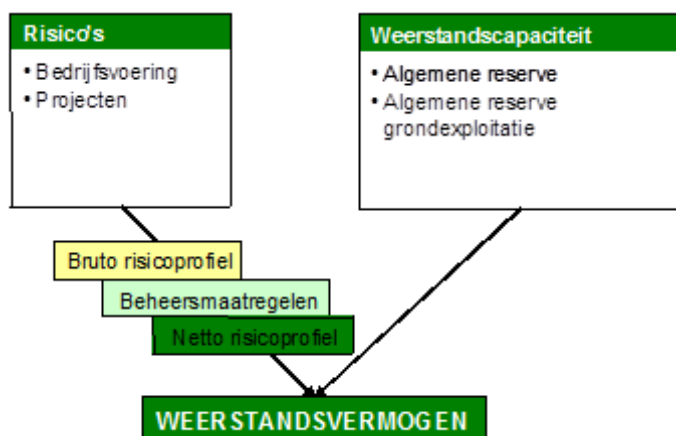 Risico's
• Bedrijfsvoering
• Projecten
Weerstandscapaciteit
• Algemene reserve
• Algemene reserve
grondexploitatie
Bruto risicoprofiel
Beheersmaatregelen
Netto risicoprofiel
WEERSTANDSVERMOGEN